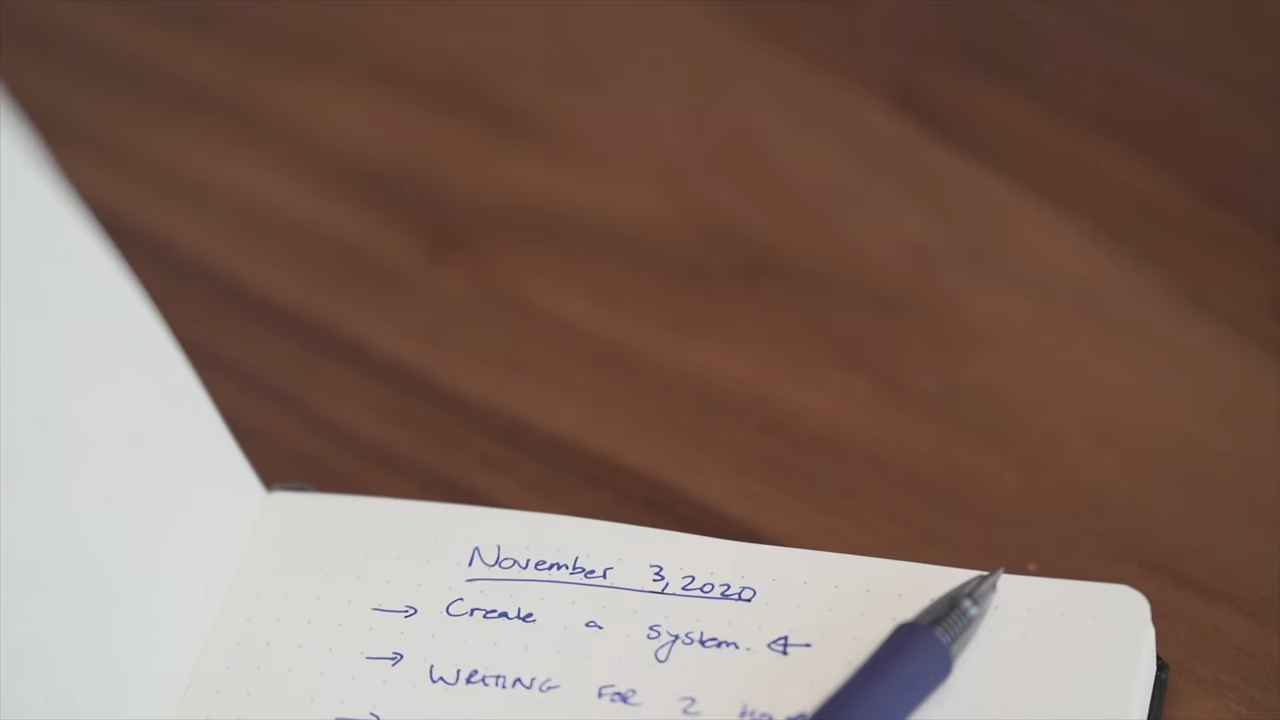 November 3, 2020
→ Create a system. ←
→ WRITING FOR 2